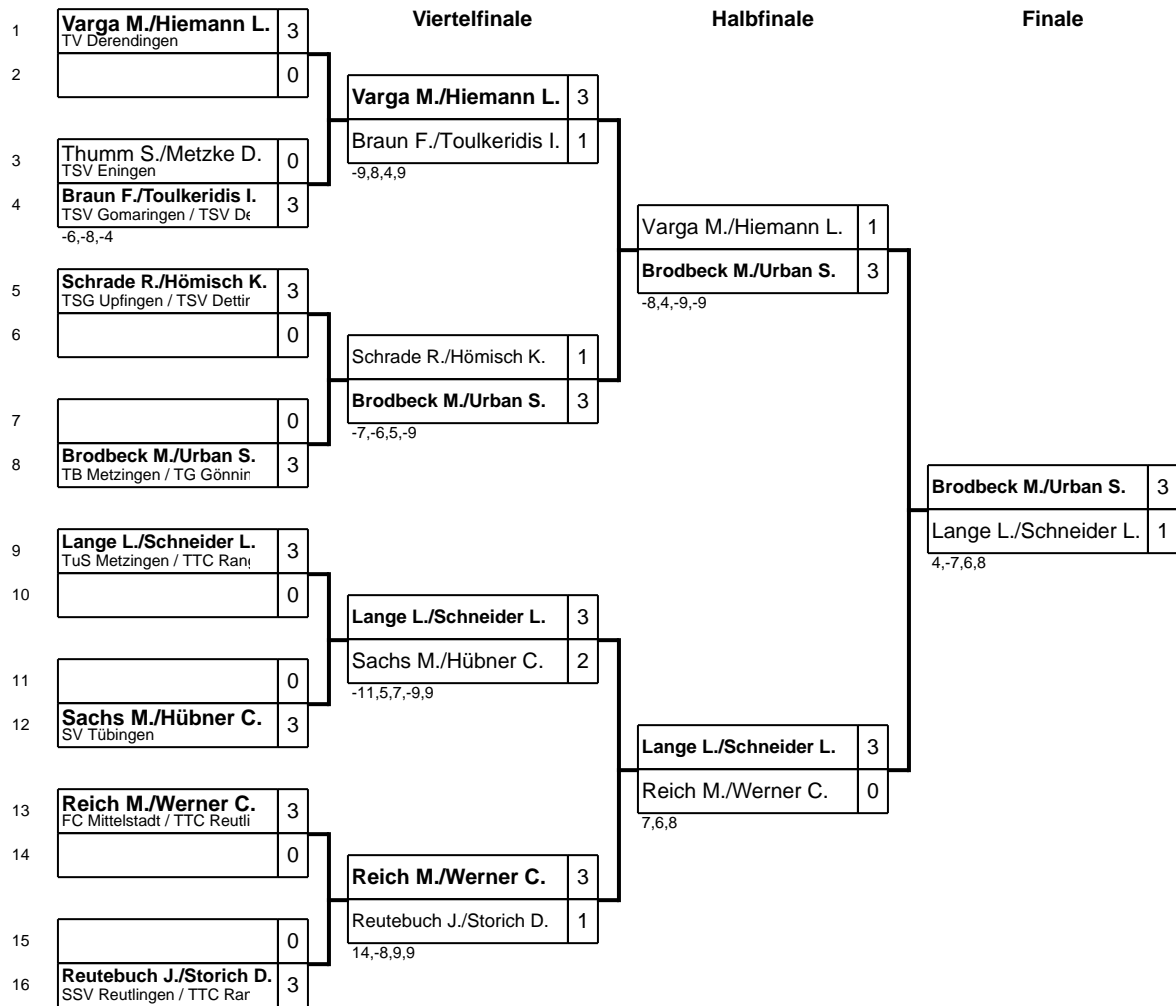 Viertelfinale
Halbfinale
Finale
1
Varga M./Hiemann L. 3
TV Derendingen
2
0
3
Thumm S./Metzke D. 0
TSV Eningen
4
Braun F./Toulkeridis I. 3
TSV Gomaringen / TSV De
-6,-8,-4
5
Schrade R./Hömisch K. 3
TSG Upfingen / TSV Dettin
6
0
7
0
8
Brodbeck M./Urban S. 3
TB Metzingen / TG Gönnin
9
Lange L./Schneider L. 3
TuS Metzingen / TTC Rang
10
0
11
0
12
Sachs M./Hübner C. 3
SV Tübingen
13
Reich M./Werner C. 3
FC Mittelstadt / TTC Reutli
14
0
15
0
16
Reutebuch J./Storich D. 3
SSV Reutlingen / TTC Ran
Varga M./Hiemann L. 3
Braun F./Toulkeridis I. 1
-9,8,4,9
Schrade R./Hömisch K. 1
Brodbeck M./Urban S. 3
-7,-6,5,-9
Lange L./Schneider L. 3
Sachs M./Hübner C. 2
-11,5,7,-9,9
Reich M./Werner C. 3
Reutebuch J./Storich D. 1
14,-8,9,9
Varga M./Hiemann L. 1
Brodbeck M./Urban S. 3
-8,4,-9,-9
Lange L./Schneider L. 3
Reich M./Werner C. 0
7,6,8
Brodbeck M./Urban S. 3
Lange L./Schneider L. 1
4,-7,6,8